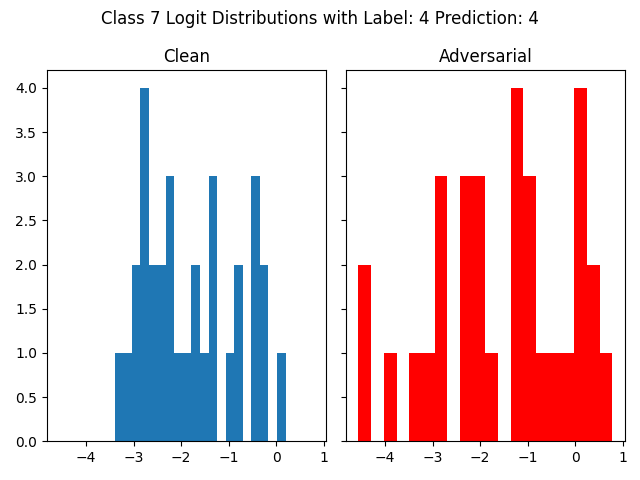 Class 7 Logit Distributions with Label: 4 Prediction: 4
Clean
Adversarial
4.0
3.5
3.0
2.5
2.0
1.5
1.0
0.5
0.0
−4 −3 −2 −1 0 1
−4 −3 −2 −1 0 1